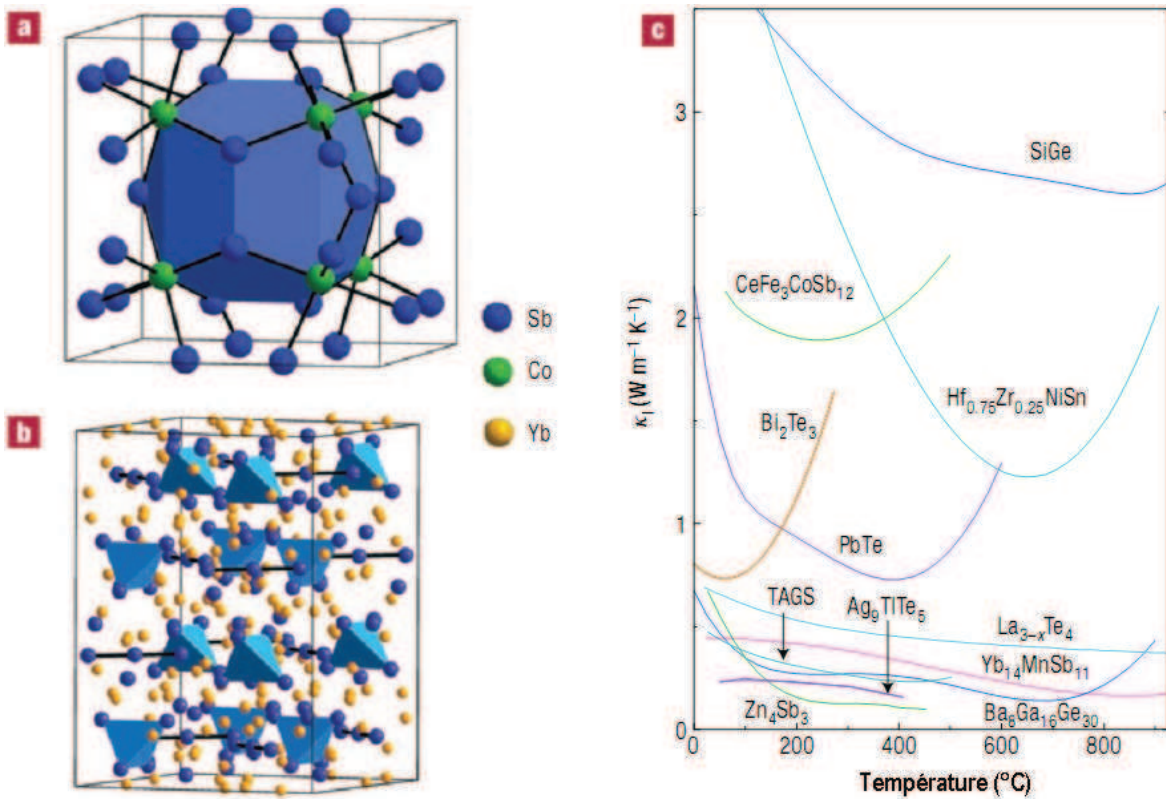 a
Sb
Co
Yb
b
c
3
2
1
0
κl (W m–1 K–1)
SiGe
CeFe3CoSb12
Hf0.75Zr0.25NiSn
Bi2Te3
PbTe
TAGS
Ag9TlTe5
La3–xTe4
Yb14MnSb11
Zn4Sb3
Ba8Ga16Ge30
0 200 400 600 800
Température (°C)